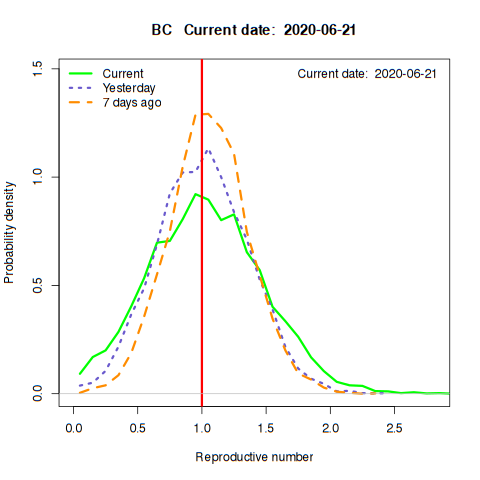 BC   Current date:  2020-06-21
Current
Yesterday
7 days ago
Current date:  2020-06-21
Probability density
1.5
1.0
0.5
0.0
0.0 0.5 1.0 1.5 2.0 2.5
Reproductive number